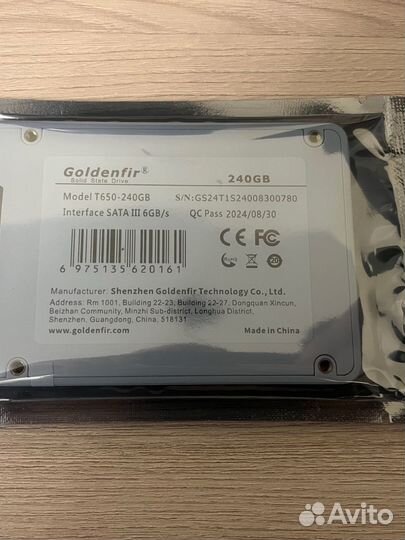 Goldenfir®
Solid State Drive
240GB
Model T650-240GB
S/N:GS24T1S24008300780
Interface SATA III 6GB/s
QC Pass 2024/08/30
6 975135 620161
CE FC
RoHS
20
Manufacturer: Shenzhen Goldenfir Technology Co., Ltd.
Address: Rm 1001, Building 22-23, Building 22-27, Dongquan Xincun,
Beizhan Community, Minzhi Sub-district, Longhua District,
Shenzhen, Guangdong, China, 518131
www.goldenfir.com
Made in China
Avito